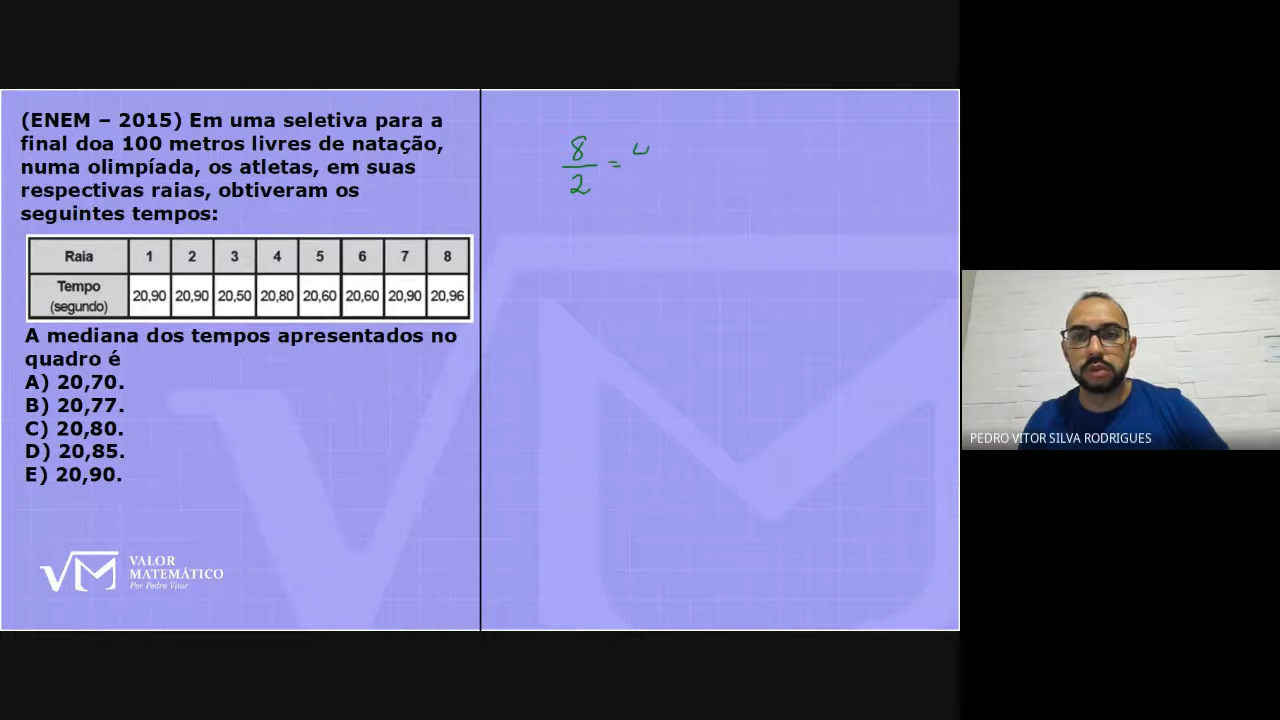 (ENEM – 2015) Em uma seletiva para a
final doa 100 metros livres de natação,
numa olimpíada, os atletas, em suas
respectivas raias, obtiveram os
seguintes tempos:
Raia 1 2 3 4 5 6 7 8
Tempo
(segundo) 20,90 20,90 20,50 20,80 20,60 20,60 20,90 20,96
A mediana dos tempos apresentados no
quadro é
A) 20,70.
B) 20,77.
C) 20,80.
D) 20,85.
E) 20,90.
VM VALOR
MATEMÁTICO
Por Pedro Vitor
8
2
= 4
PEDRO VITOR SILVA RODRIGUES